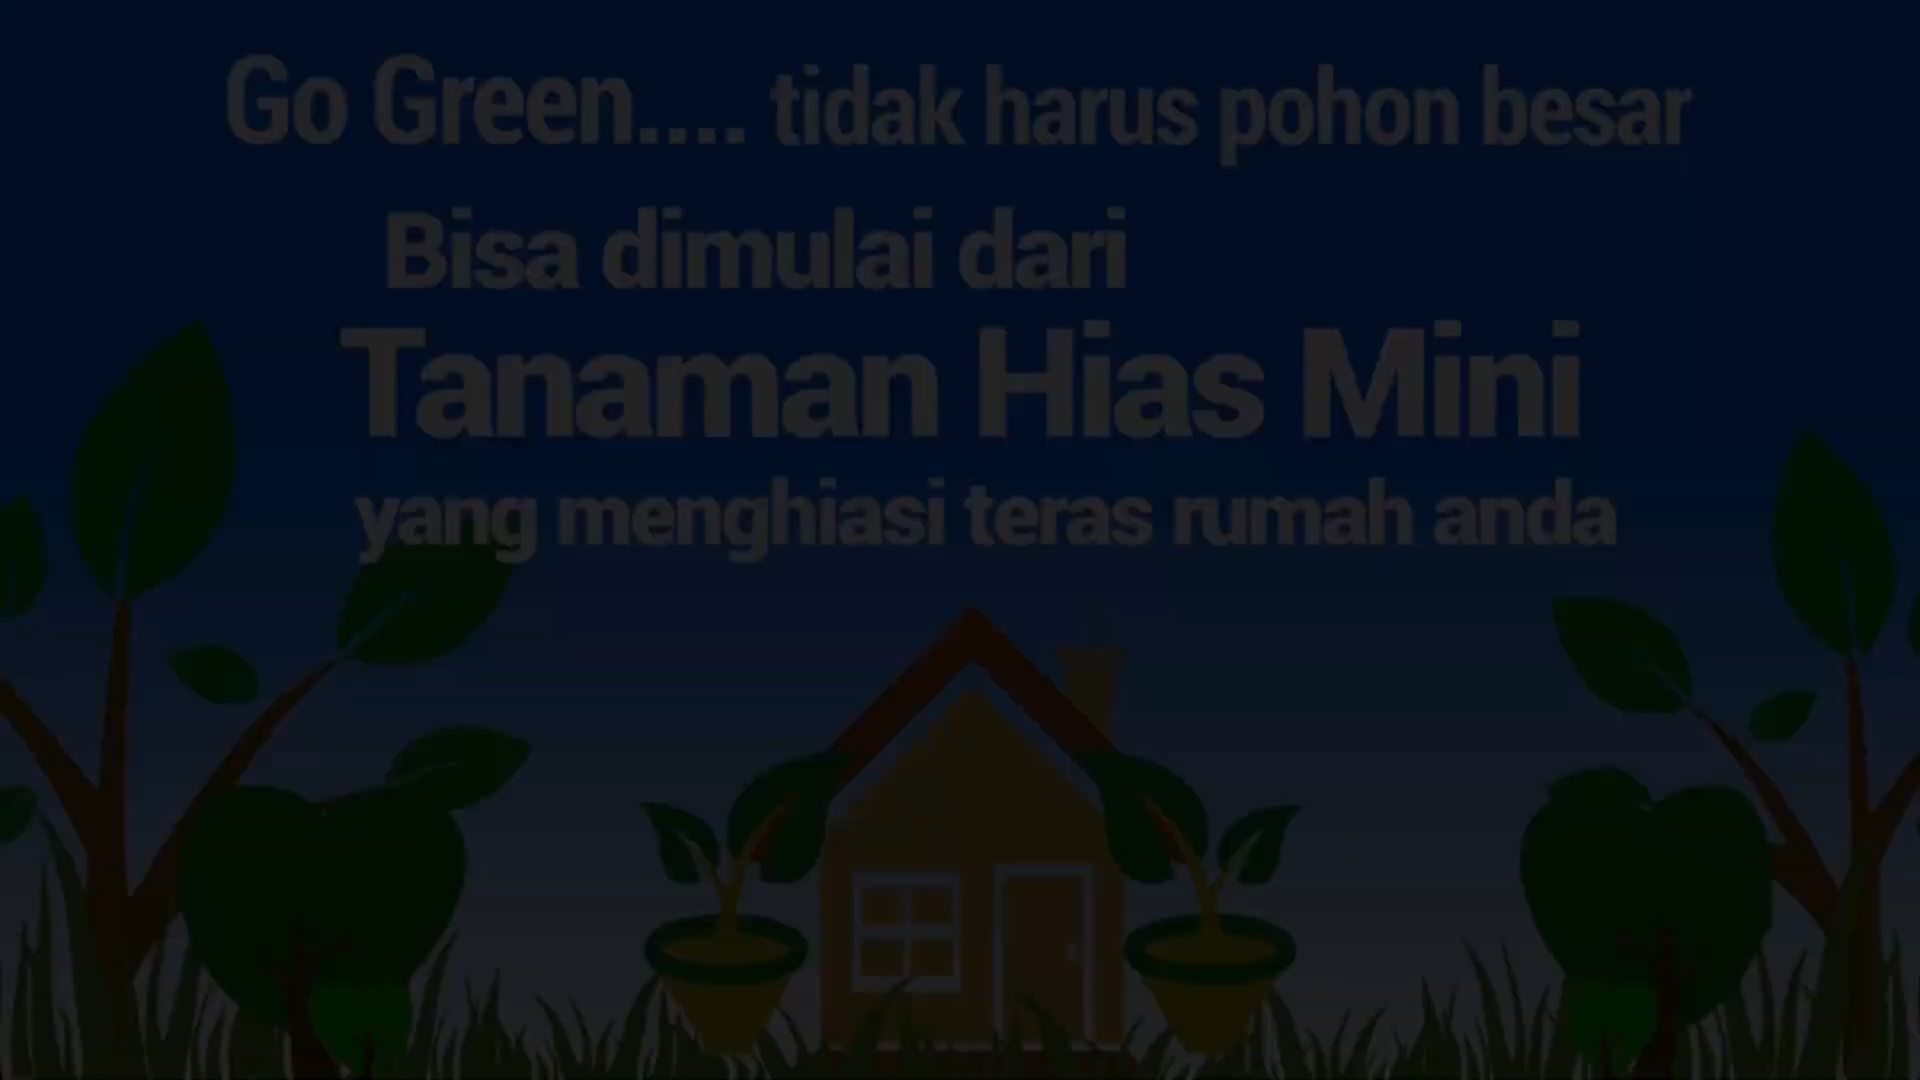 Go Green.... tidak harus pohon besar
Bisa dimulai dari
Tanaman Hias Mini
yang menghiasi teras rumah anda